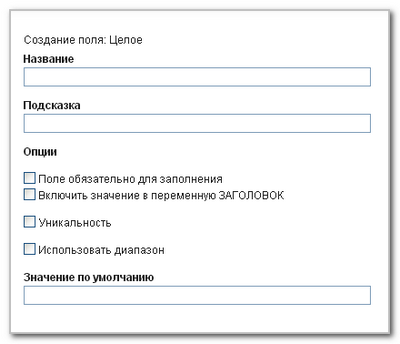 Создание поля: Целое
Название
Подсказка
Опции
Поле обязательно для заполнения
Включить значение в переменную ЗАГОЛОВОК
Уникальность
Использовать диапазон
Значение по умолчанию